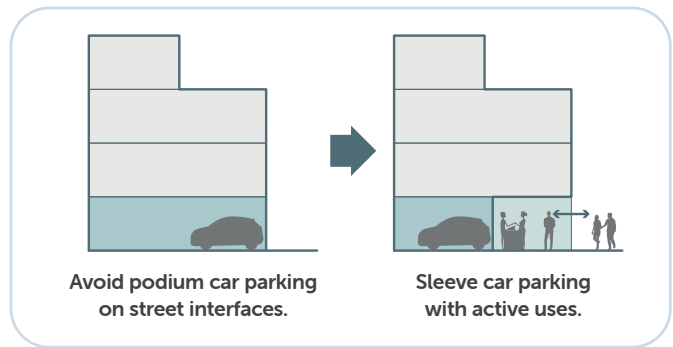 Avoid podium car parking
on street interfaces.
Sleeve car parking
with active uses.